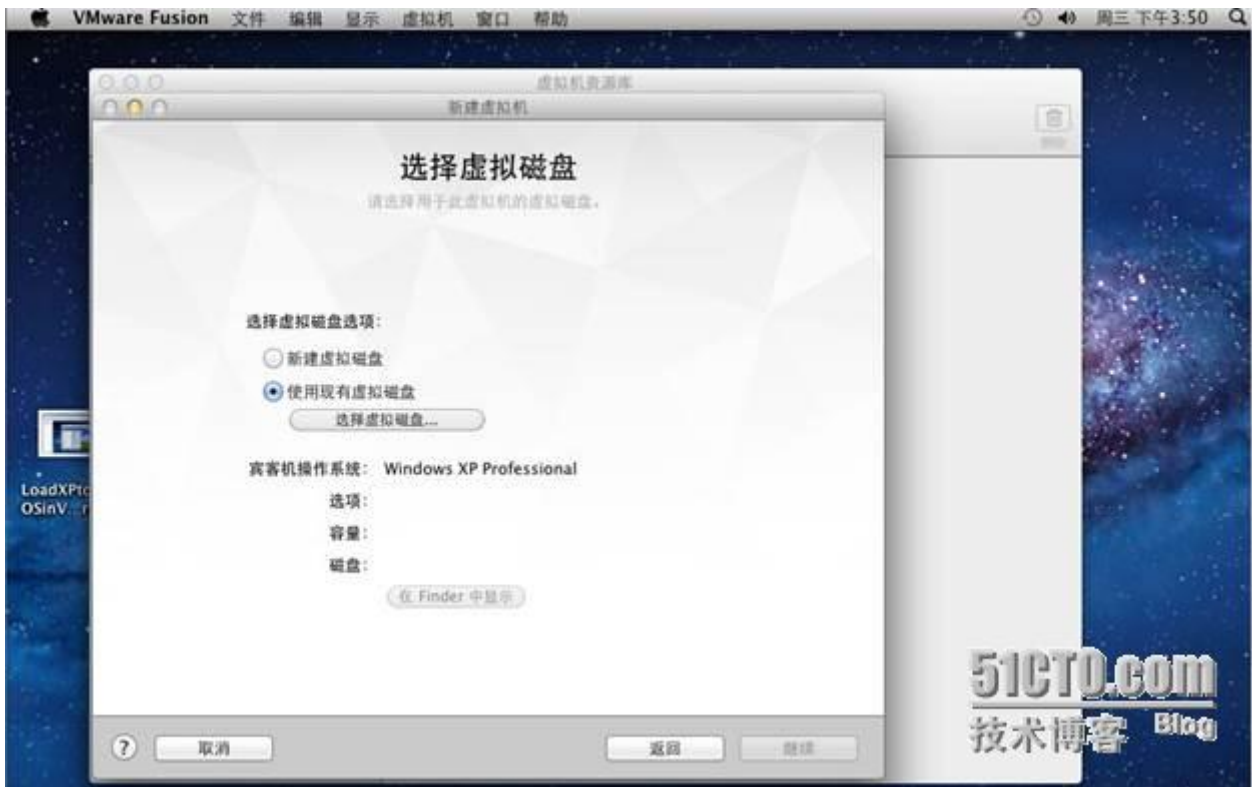 VMware Fusion 文件 编辑 显示 虚拟机 窗口 帮助 周三 下午3:50
虚拟机资源库
新建虚拟机
选择虚拟磁盘
请选择用于此虚拟机的虚拟磁盘。
选择虚拟磁盘选项:
新建虚拟磁盘
使用现有虚拟磁盘
选择虚拟磁盘...
宾客机操作系统: Windows XP Professional
选项:
容量:
磁盘:
在 Finder 中显示
LoadXPto
OSinV...r
? 取消 返回 继续
51CTO.com
技术博客 Blog